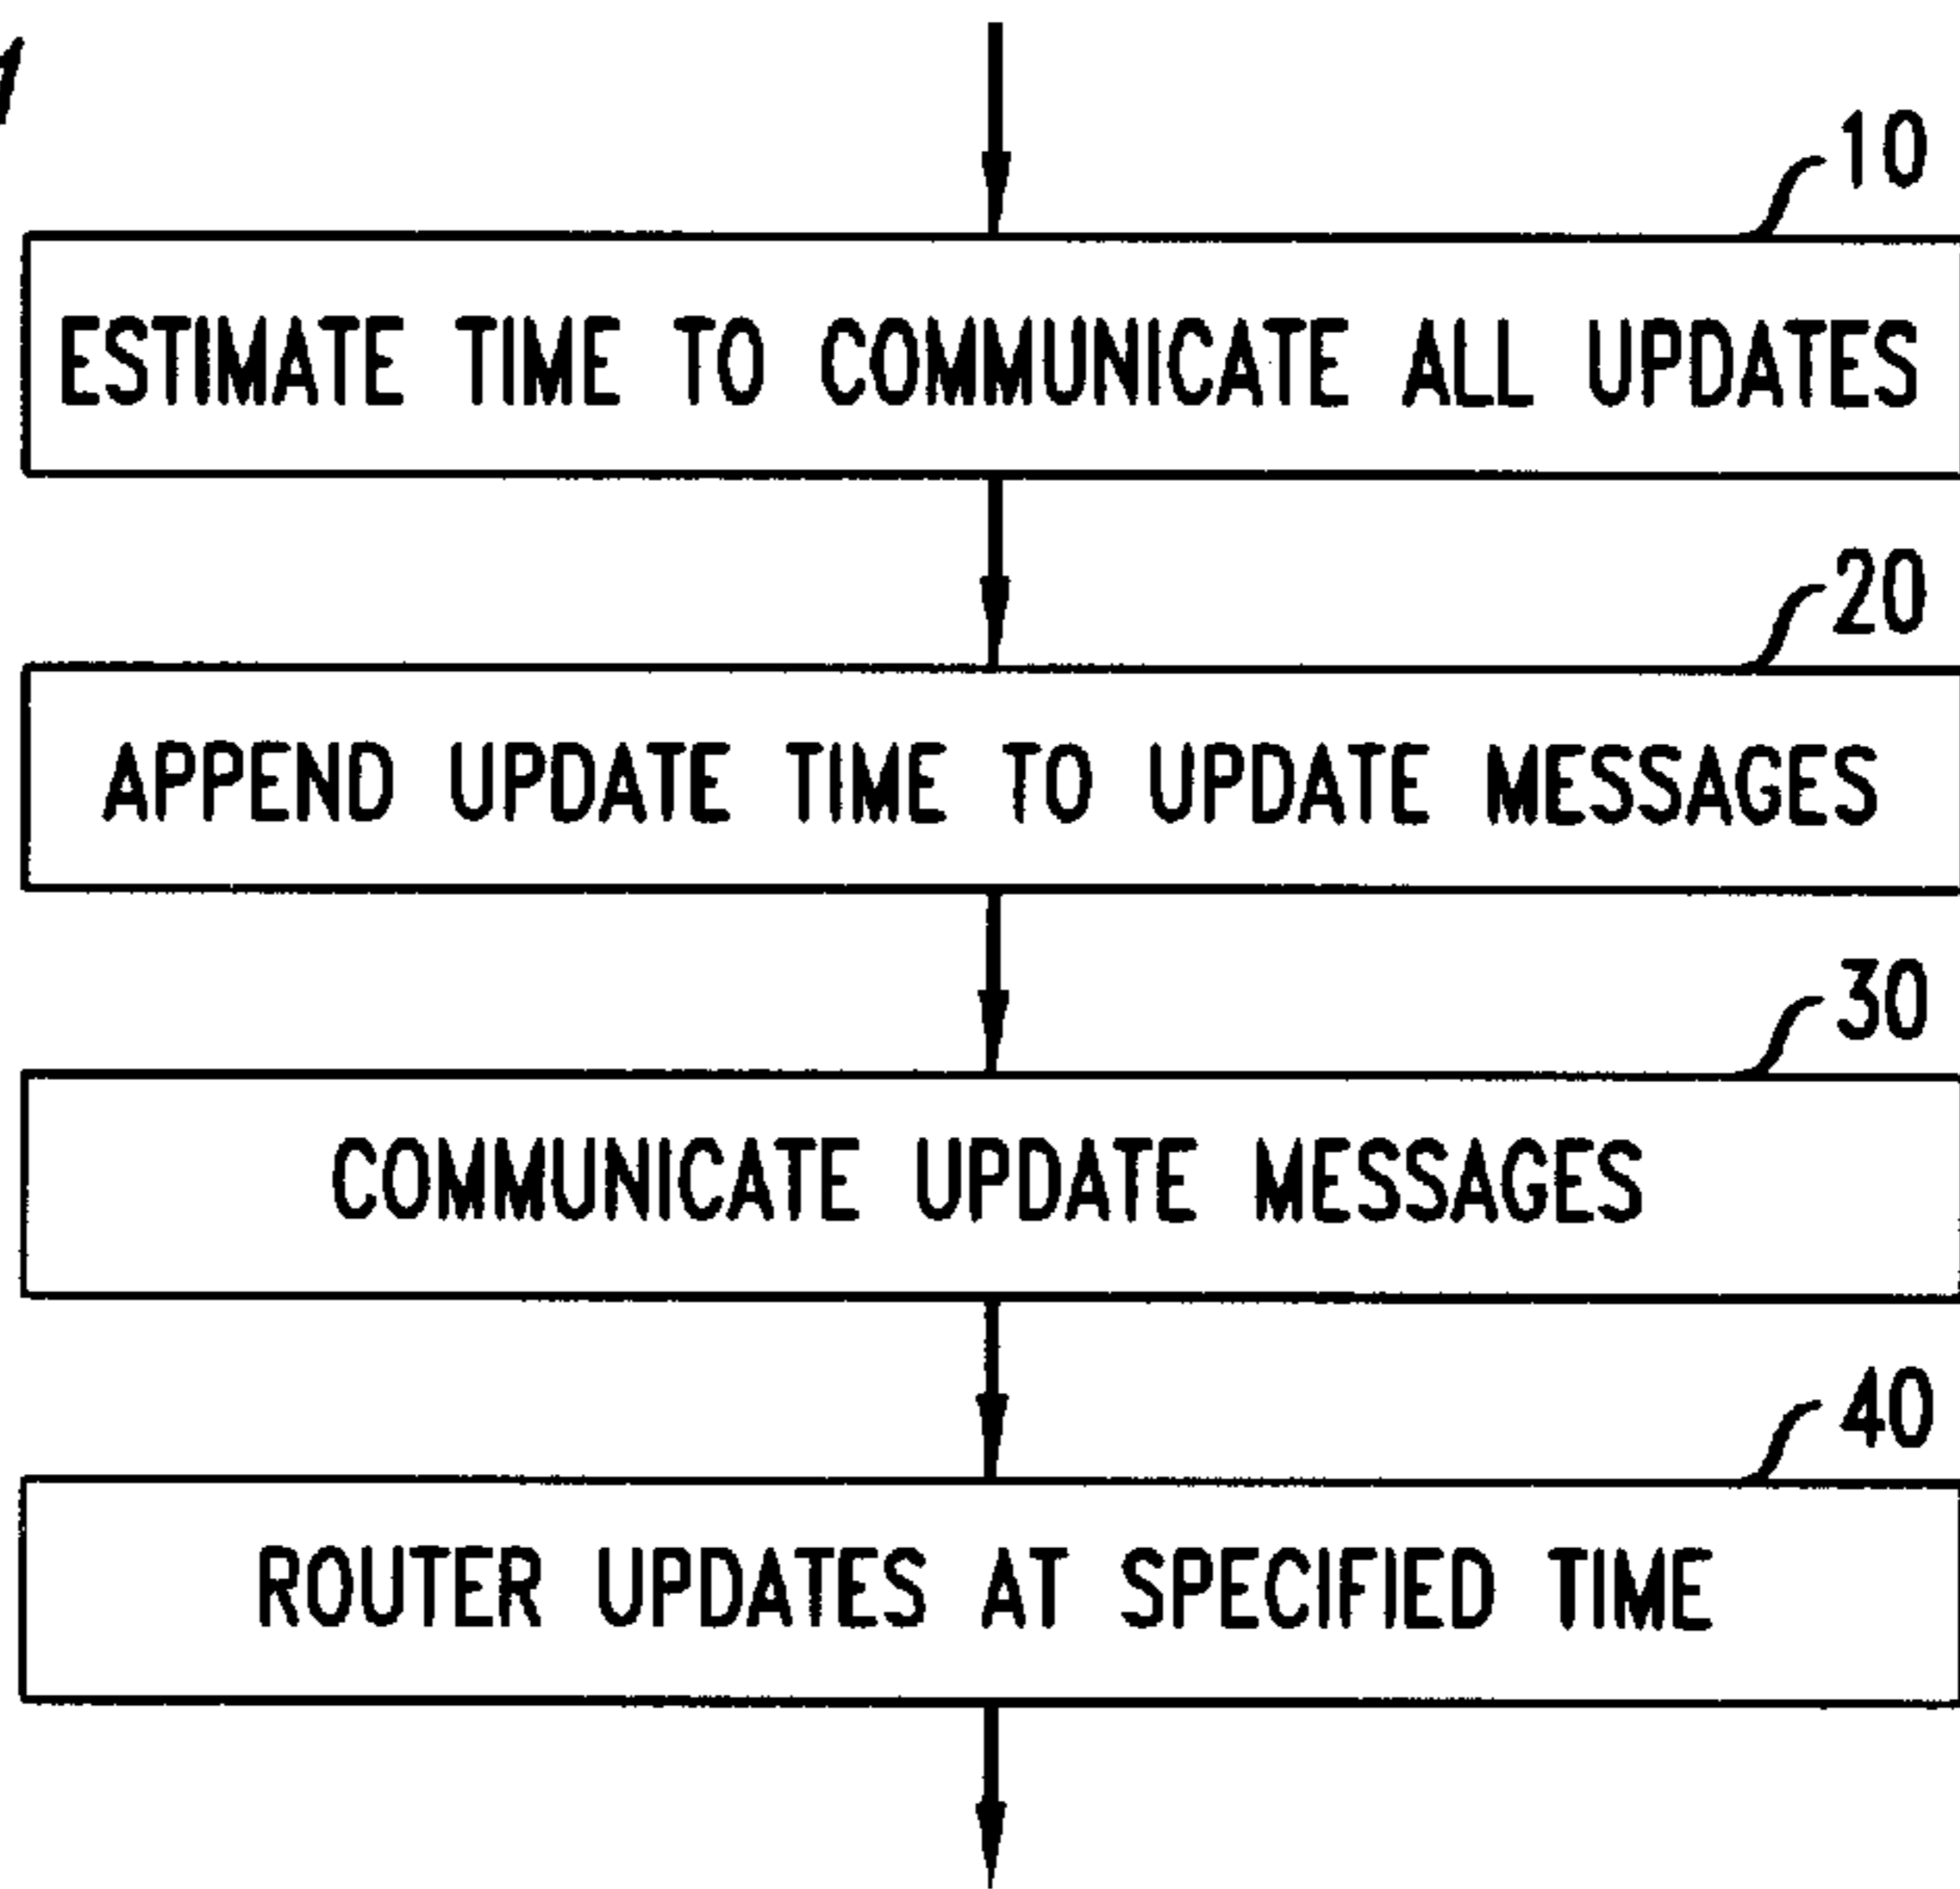 10
ESTIMATE TIME TO COMMUNICATE ALL UPDATES
20
APPEND UPDATE TIME TO UPDATE MESSAGES
30
COMMUNICATE UPDATE MESSAGES
40
ROUTER UPDATES AT SPECIFIED TIME